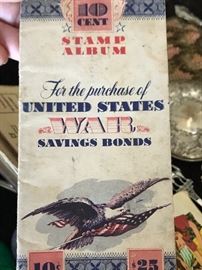 10
CENT
STAMP
ALBUM
For the purchase of
UNITED STATES
WAR
SAVINGS BONDS
10¢ $25